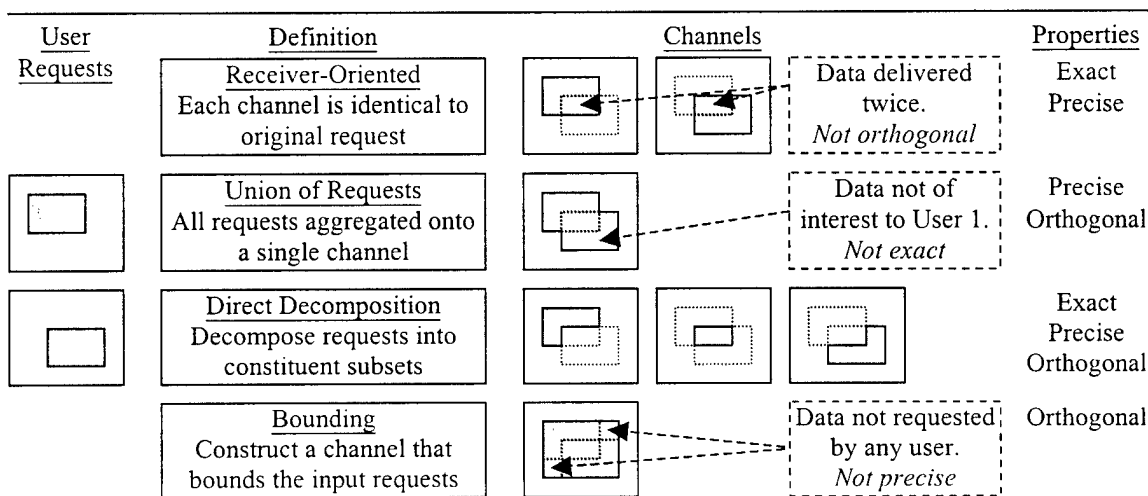 User Requests
Definition
Channels
Properties
Receiver-Oriented
Each channel is identical to
original request
Data delivered
twice.
Not orthogonal
Exact
Precise
Union of Requests
All requests aggregated onto
a single channel
Data not of
interest to User 1.
Not exact
Precise
Orthogonal
Direct Decomposition
Decompose requests into
constituent subsets
Exact
Precise
Orthogonal
Bounding
Construct a channel that
bounds the input requests
Data not requested
by any user.
Not precise
Orthogonal